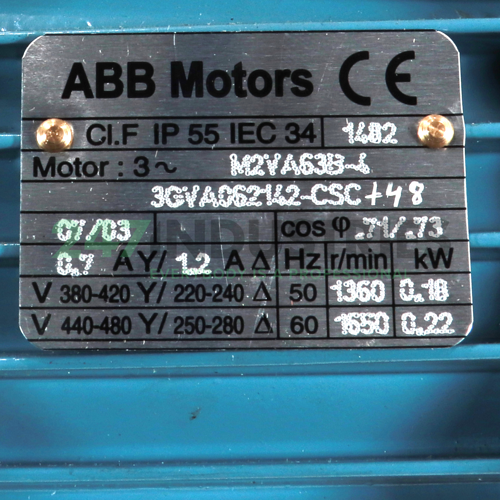 ABB Motors CE
Cl.F IP 55 IEC 34 1402
Motor : 3~ M2VA63B-4
3GVA062142-CSC+48
07/03 cos φ .71/.73
0.7 A Y/ 1.2 A Δ Hz r/min kW
V 380-420 Y/ 220-240 Δ 50 1360 0.18
V 440-480 Y/ 250-280 Δ 60 1650 0.22